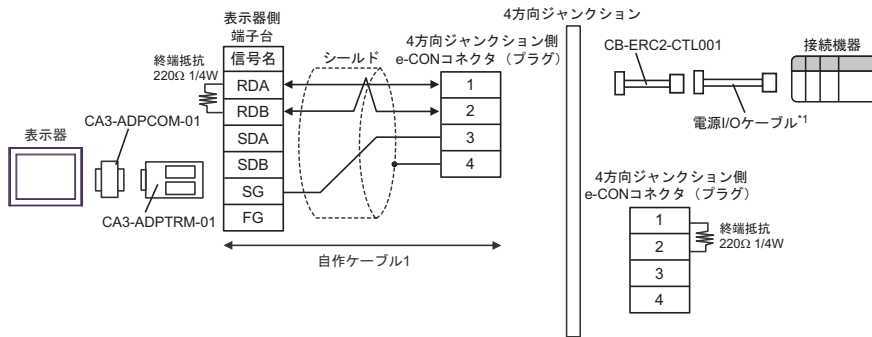 表示器
CA3-ADPCOM-01
CA3-ADPTRM-01
終端抵抗
220Ω 1/4W
表示器側
端子台
信号名
RDA
RDB
SDA
SDB
SG
FG
シールド
4方向ジャンクション側
e-CONコネクタ（プラグ）
1
2
3
4
自作ケーブル1
4方向ジャンクション
CB-ERC2-CTL001
電源I/Oケーブル*1
接続機器
4方向ジャンクション側
e-CONコネクタ（プラグ）
1
2
3
4
終端抵抗
220Ω 1/4W